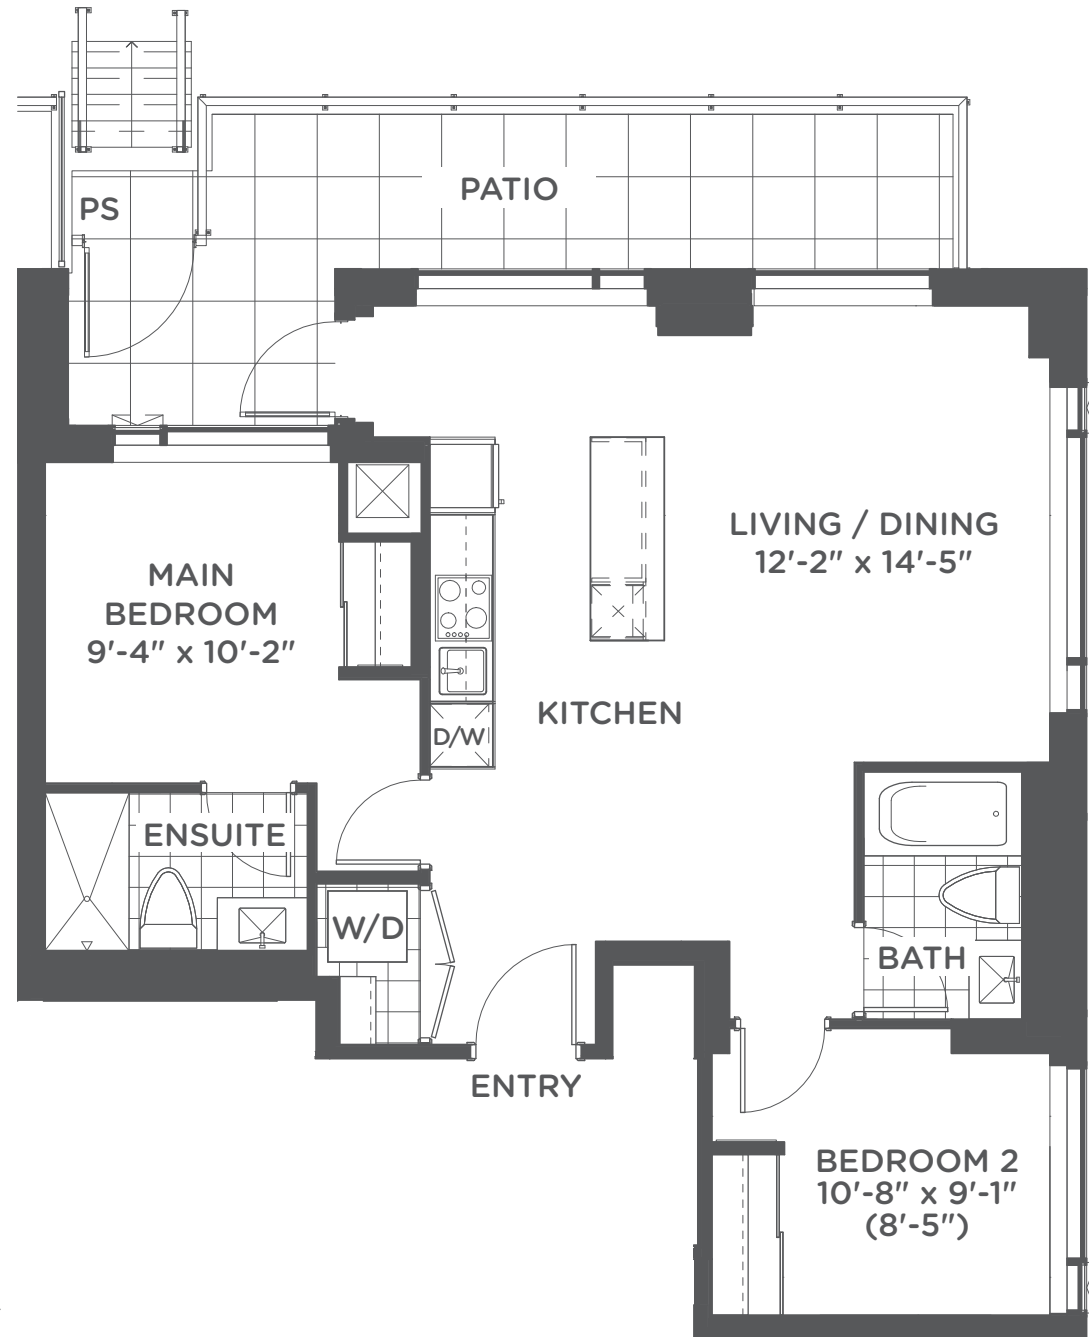 PATIO
PS
LIVING / DINING
12'-2" x 14'-5"
MAIN
BEDROOM
9'-4" x 10'-2"
KITCHEN
D/W
ENSUITE
W/D
BATH
ENTRY
BEDROOM 2
10'-8" x 9'-1"
(8'-5")